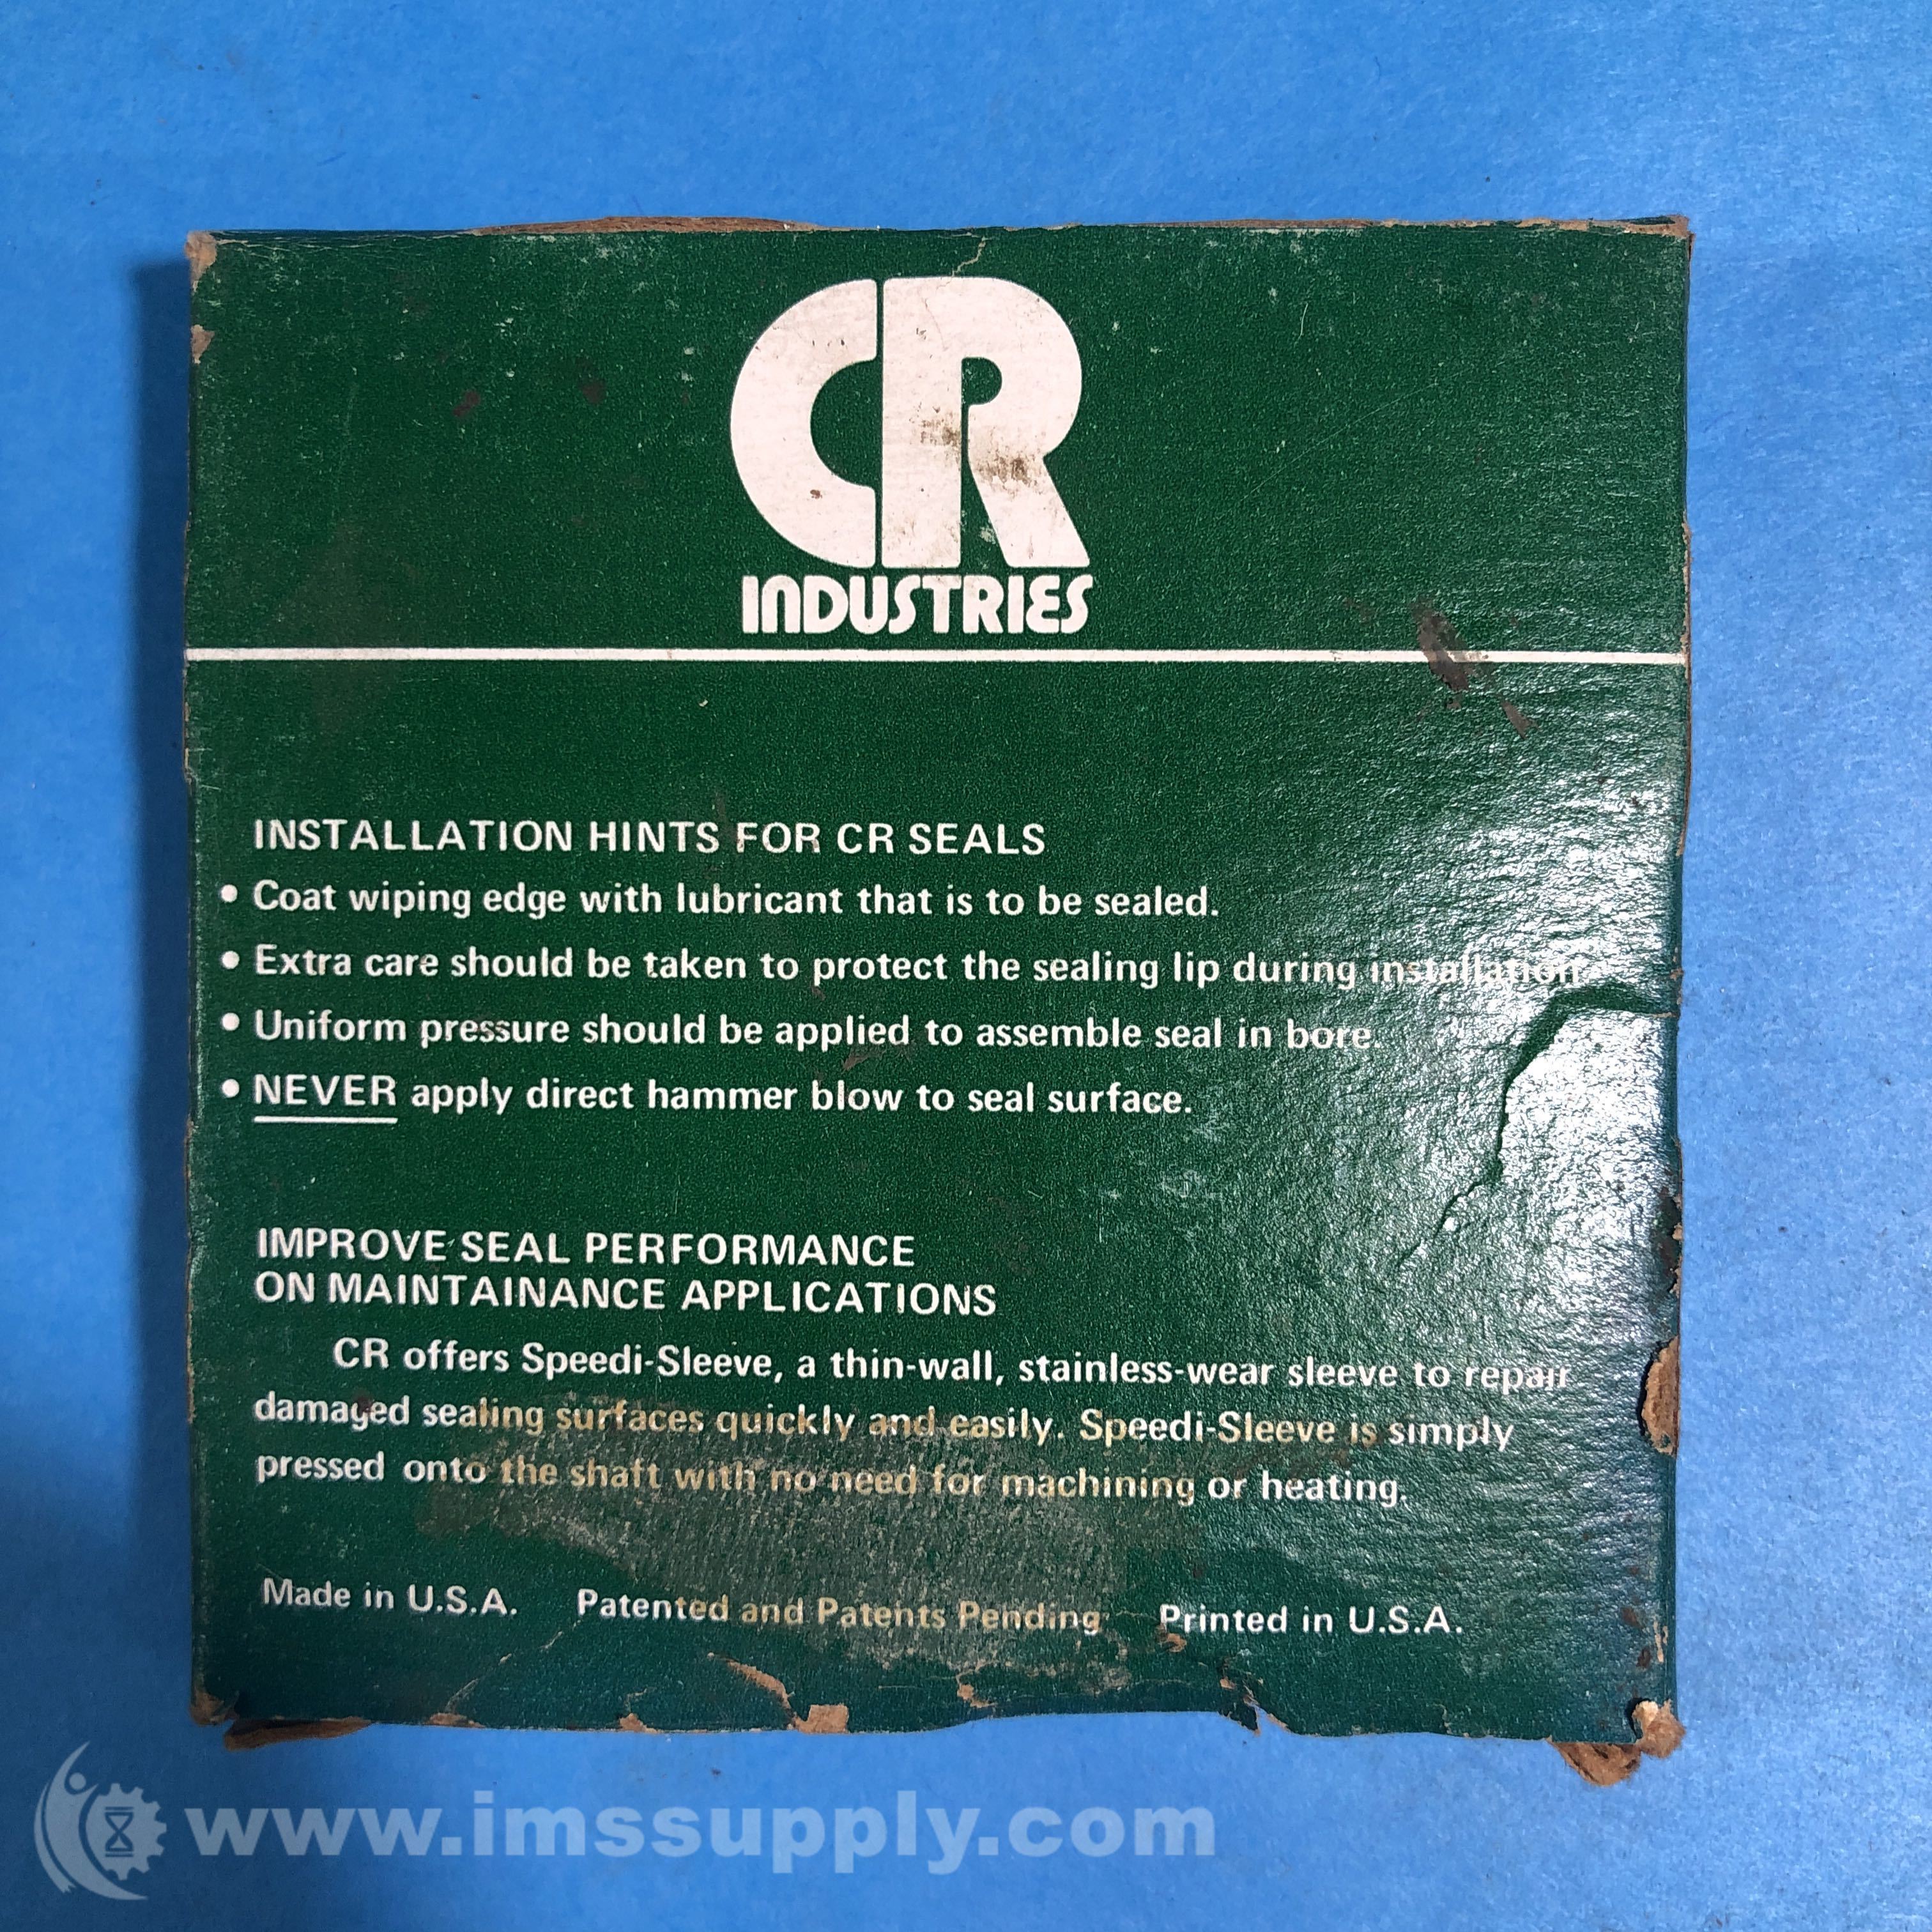 CR
INDUSTRIES
INSTALLATION HINTS FOR CR SEALS
• Coat wiping edge with lubricant that is to be sealed.
• Extra care should be taken to protect the sealing lip during installation.
• Uniform pressure should be applied to assemble seal in bore.
• NEVER apply direct hammer blow to seal surface.
IMPROVE SEAL PERFORMANCE
ON MAINTAINANCE APPLICATIONS
CR offers Speedi-Sleeve, a thin-wall, stainless-wear sleeve to repair
damaged sealing surfaces quickly and easily. Speedi-Sleeve is simply
pressed onto the shaft with no need for machining or heating.
Made in U.S.A. Patented and Patents Pending Printed in U.S.A.
www.imssupply.com